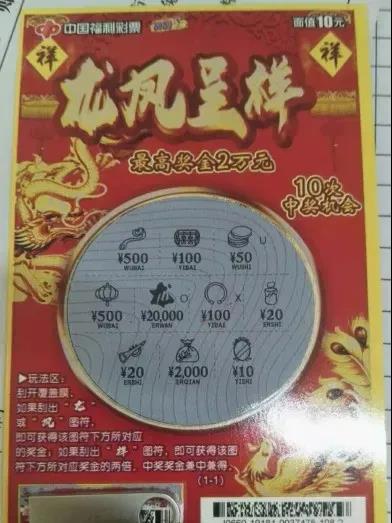 中国福利彩票
面值10元
祥
祥
龙凤呈祥
最高奖金2万元
10次
中奖机会
¥500
WUBAI
¥100
YIBAI
¥50
WUSHI
U
¥500
WUBAI
龙
O
¥20,000
ERWAN
¥100
YIBAI
X
¥20
ERSHI
¥20
ERSHI
¥2,000
ERQIAN
¥10
YISHI
▶玩法区:
刮开覆盖膜,
如果刮出“龙”
或“凤”图符,
即可获得该图符下方所对应
的奖金;如果刮出“祥”图符,即可获得该图
符下方所对应奖金的两倍。中奖奖金兼中兼得。
(1-1)